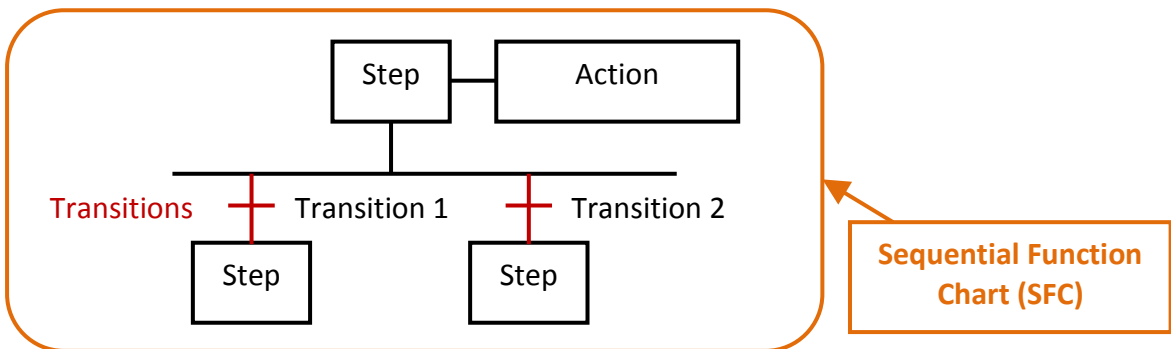 Step
Action
Transitions
Transition 1
Transition 2
Step
Step
Sequential Function
Chart (SFC)